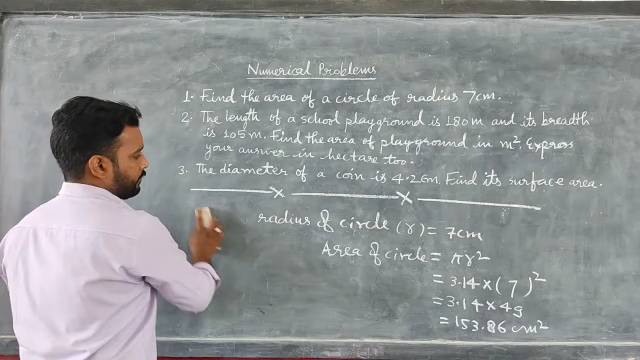 Numerical Problems
1. Find the area of a circle of radius 7cm.
2. The length of a school playground is 180m and its breadth
is 105m. Find the area of playground in m². Express
your answer in hectare too.
3. The diameter of a coin is 4.2cm. Find its surface area.
radius of circle (r) = 7cm
Area of circle = πr²
= 3.14 × (7)²
= 3.14 × 49
= 153.86 cm²